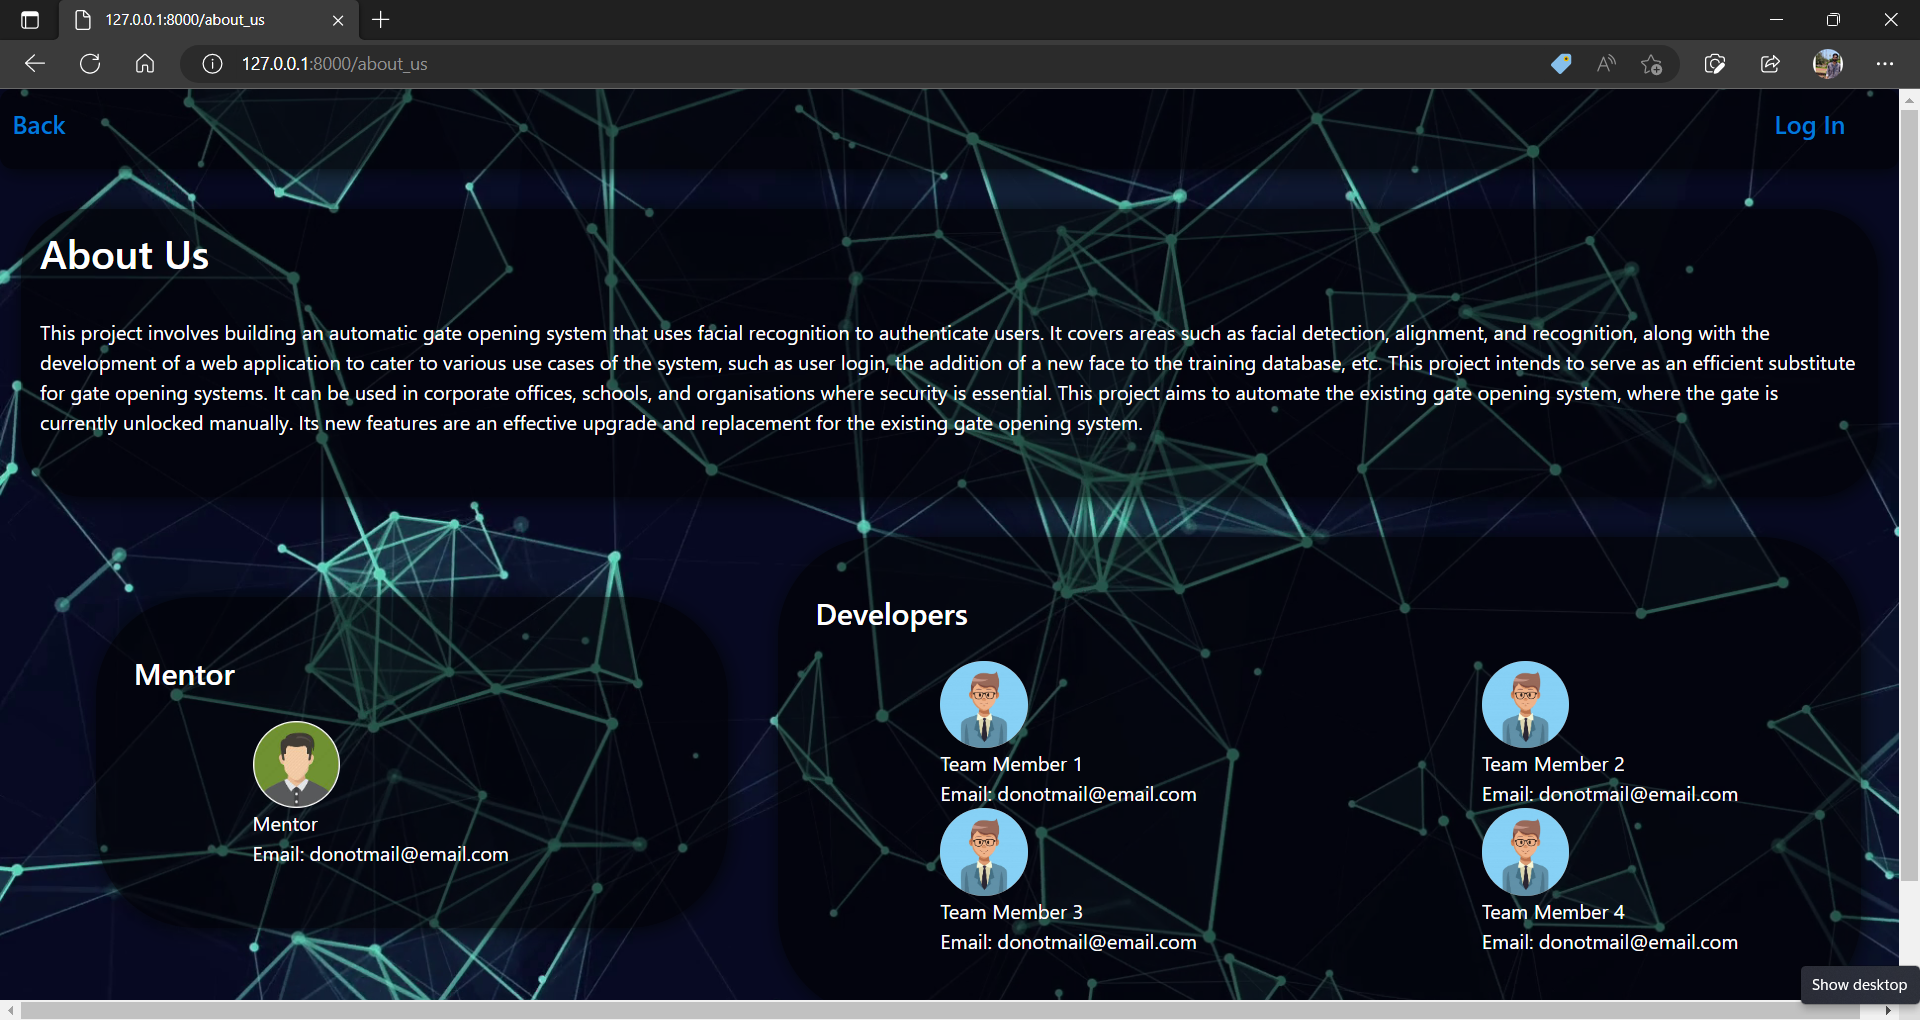 127.0.0.1:8000/about_us
127.0.0.1:8000/about_us
Back
Log In
About Us
This project involves building an automatic gate opening system that uses facial recognition to authenticate users. It covers areas such as facial detection, alignment, and recognition, along with the
development of a web application to cater to various use cases of the system, such as user login, the addition of a new face to the training database, etc. This project intends to serve as an efficient substitute
for gate opening systems. It can be used in corporate offices, schools, and organisations where security is essential. This project aims to automate the existing gate opening system, where the gate is
currently unlocked manually. Its new features are an effective upgrade and replacement for the existing gate opening system.
Mentor
Mentor
Email: donotmail@email.com
Developers
Team Member 1
Email: donotmail@email.com
Team Member 2
Email: donotmail@email.com
Team Member 3
Email: donotmail@email.com
Team Member 4
Email: donotmail@email.com
Show desktop